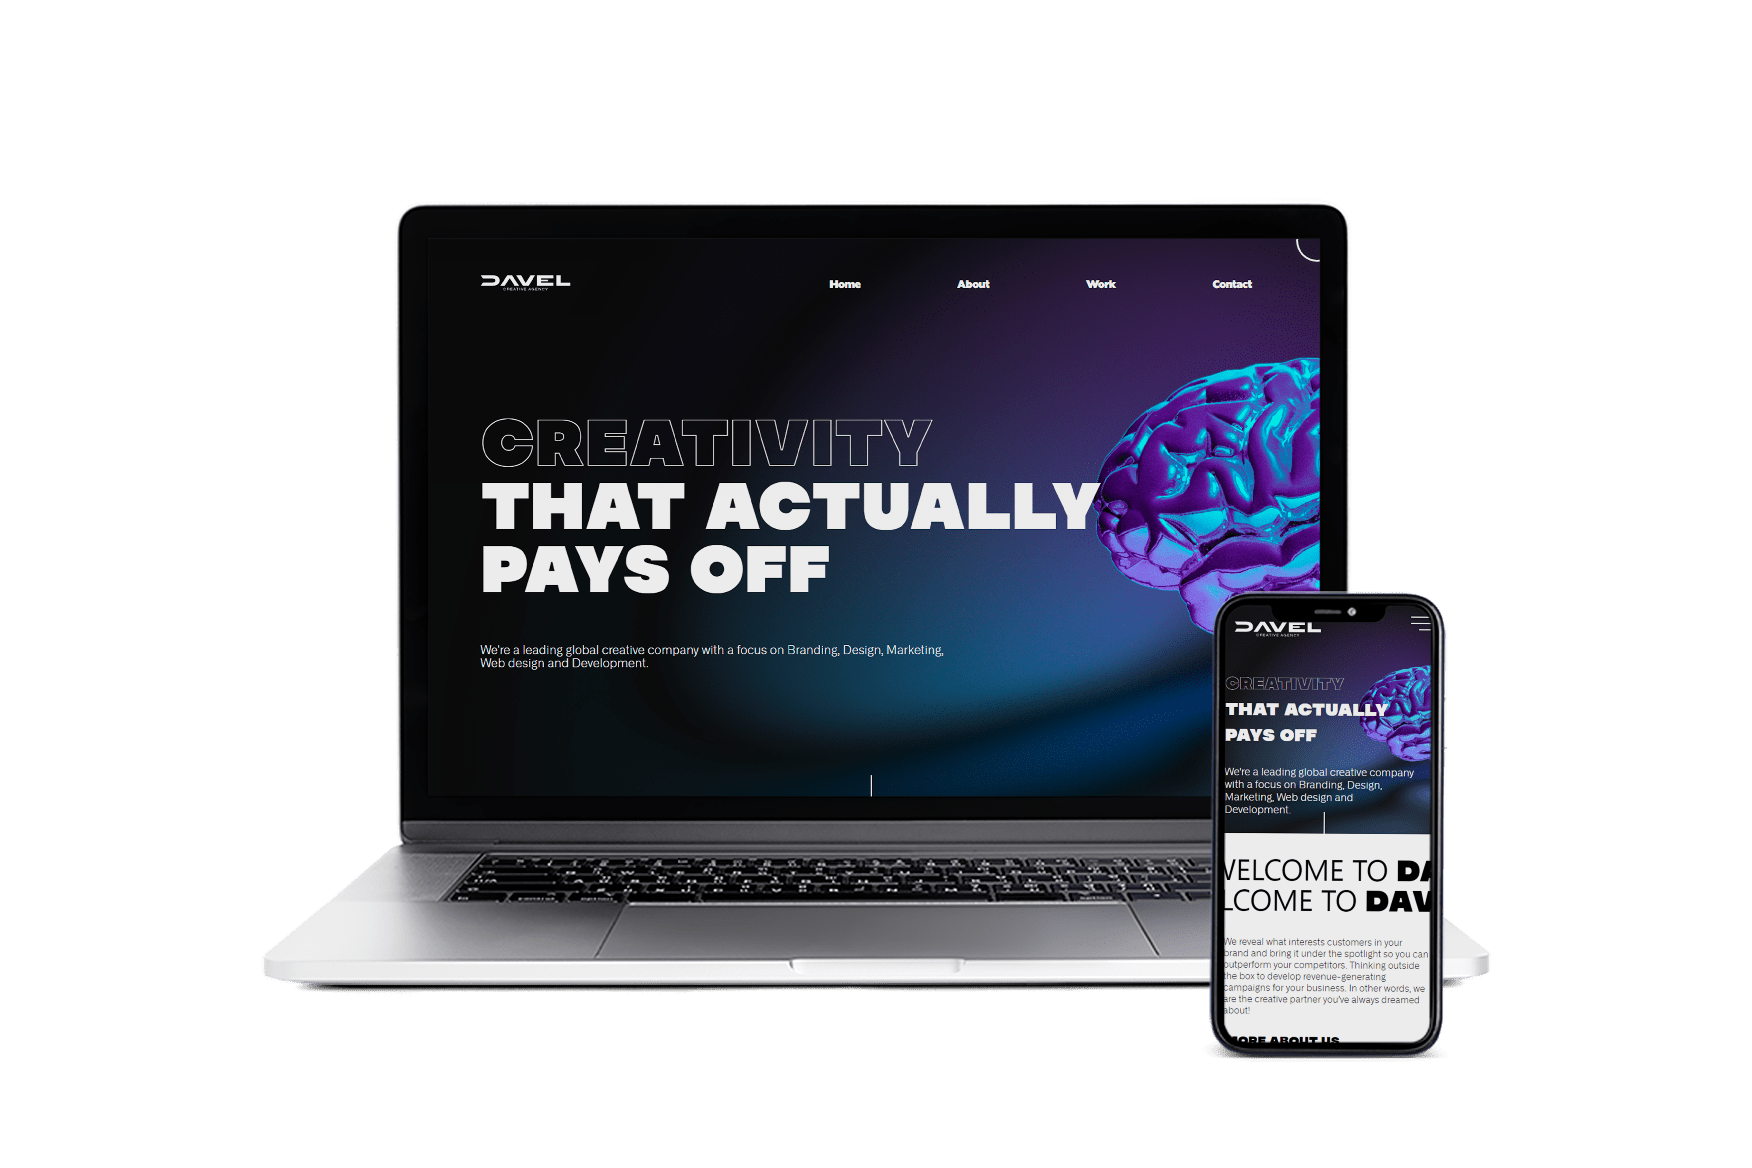 DAVEL
CREATIVE AGENCY
Home About Work Contact
CREATIVITY
THAT ACTUALLY
PAYS OFF
We're a leading global creative company with a focus on Branding, Design, Marketing,
Web design and Development.
DAVEL
CREATIVE AGENCY
CREATIVITY
THAT ACTUALLY
PAYS OFF
We're a leading global creative company
with a focus on Branding, Design,
Marketing, Web design and
Development.
WELCOME TO DA
LCOME TO DAV
We reveal what interests customers in your
brand and bring it under the spotlight so you can
outperform your competitors. Thinking outside
the box to develop revenue-generating
campaigns for your business. In other words, we
are the creative partner you've always dreamed
about!
MORE ABOUT US